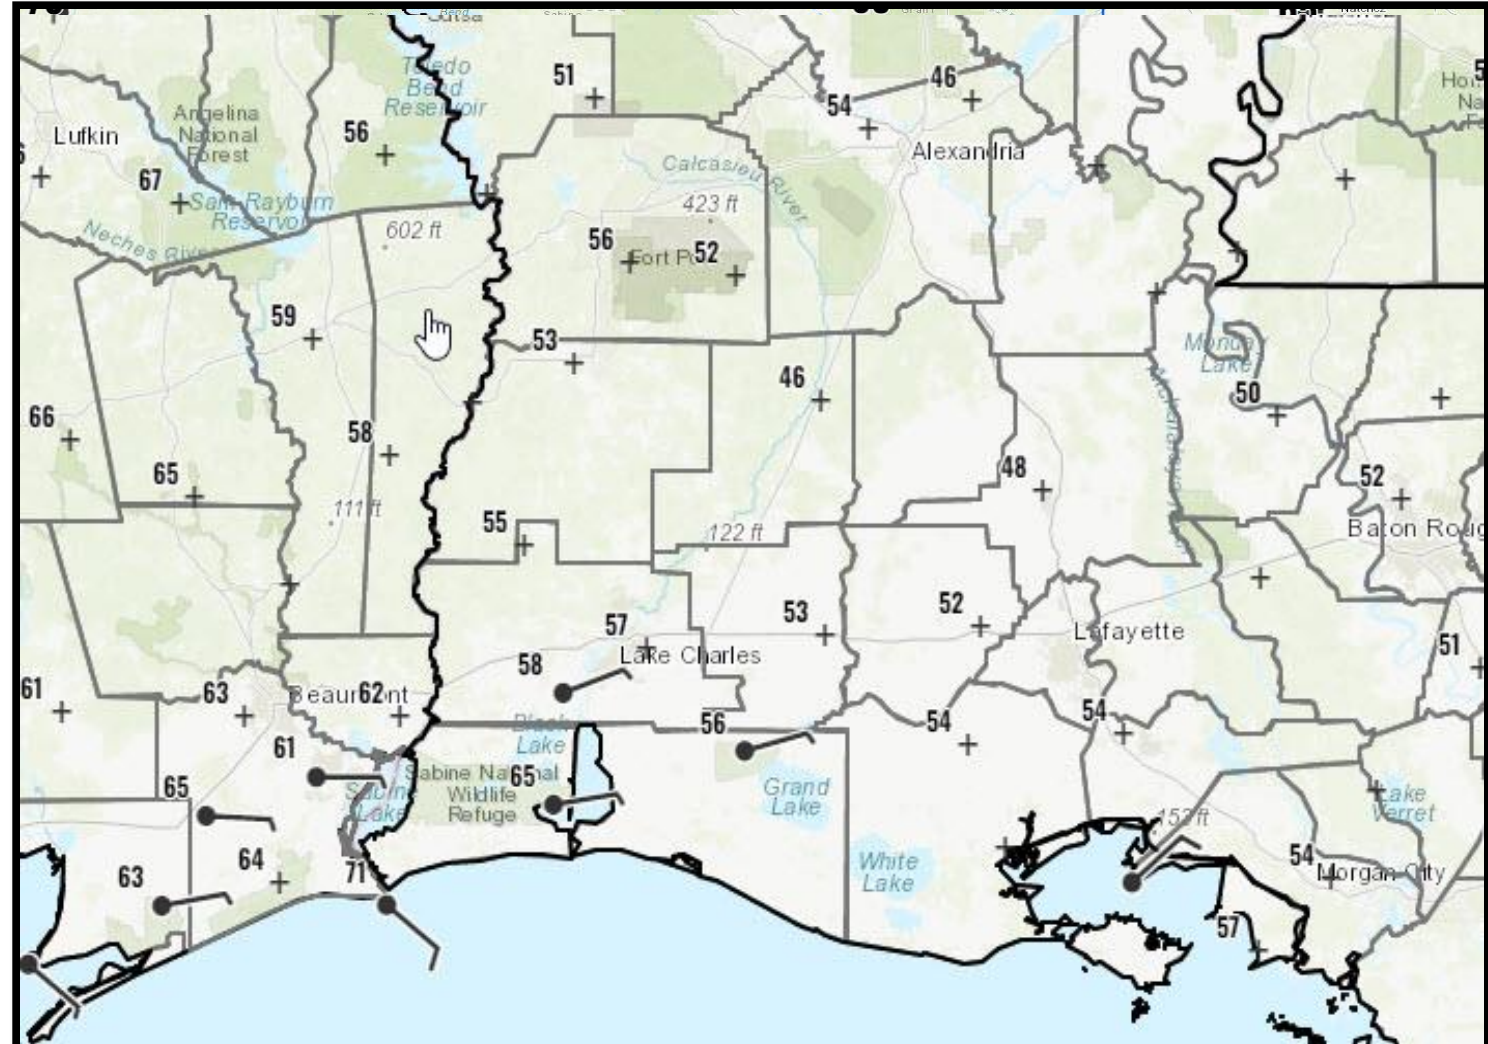 51
46
54
Toledo
Bend
Reservoir
Angelina
National
Forest
Lufkin
56
Alexandria
Calcasieu River
67
Sam Rayburn
Reservoir
423 ft
602 ft
Neches River
56
52
Fort Polk
59
53
Monday
Lake
46
50
66
58
65
48
52
111 ft
55
122 ft
Baton Roug
57
53
52
Lafayette
51
Lake Charles
58
61
63
Beaumont
62
56
54
54
Black
Lake
61
65
Sabine National
Wildlife
Refuge
65
Sabine
Lake
Grand
Lake
Lake
Verret
153 ft
64
71
White
Lake
54
Morgan City
63
57